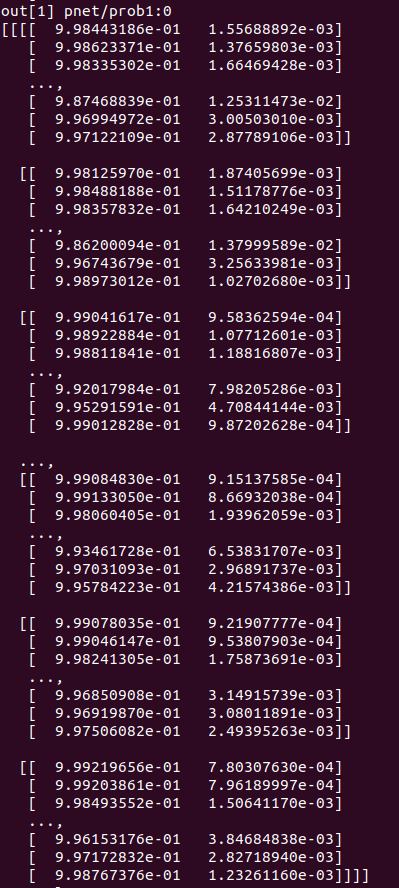 out[1] pnet/prob1:0
[[[[  9.98443186e-01   1.55688892e-03]
[  9.98623371e-01   1.37659803e-03]
[  9.98335302e-01   1.66469428e-03]
...,
[  9.87468839e-01   1.25311473e-02]
[  9.96994972e-01   3.00503010e-03]
[  9.97122109e-01   2.87789106e-03]]
[[  9.98125970e-01   1.87405699e-03]
[  9.98488188e-01   1.51178776e-03]
[  9.98357832e-01   1.64210249e-03]
...,
[  9.86200094e-01   1.37999589e-02]
[  9.96743679e-01   3.25633981e-03]
[  9.98973012e-01   1.02702680e-03]]
[[  9.99041617e-01   9.58362594e-04]
[  9.98922884e-01   1.07712601e-03]
[  9.98811841e-01   1.18816807e-03]
...,
[  9.92017984e-01   7.98205286e-03]
[  9.95291591e-01   4.70844144e-03]
[  9.99012828e-01   9.87202628e-04]]
...,
[[  9.99084830e-01   9.15137585e-04]
[  9.99133050e-01   8.66932038e-04]
[  9.98060405e-01   1.93962059e-03]
...,
[  9.93461728e-01   6.53831707e-03]
[  9.97031093e-01   2.96891737e-03]
[  9.95784223e-01   4.21574386e-03]]
[[  9.99078035e-01   9.21907777e-04]
[  9.99046147e-01   9.53807903e-04]
[  9.98241305e-01   1.75873691e-03]
...,
[  9.96850908e-01   3.14915739e-03]
[  9.96919870e-01   3.08011891e-03]
[  9.97506082e-01   2.49395263e-03]]
[[  9.99219656e-01   7.80307630e-04]
[  9.99203861e-01   7.96189997e-04]
[  9.98493552e-01   1.50641170e-03]
...,
[  9.96153176e-01   3.84684838e-03]
[  9.97171832e-01   2.82718940e-03]
[  9.98767376e-01   1.23261160e-03]]]]